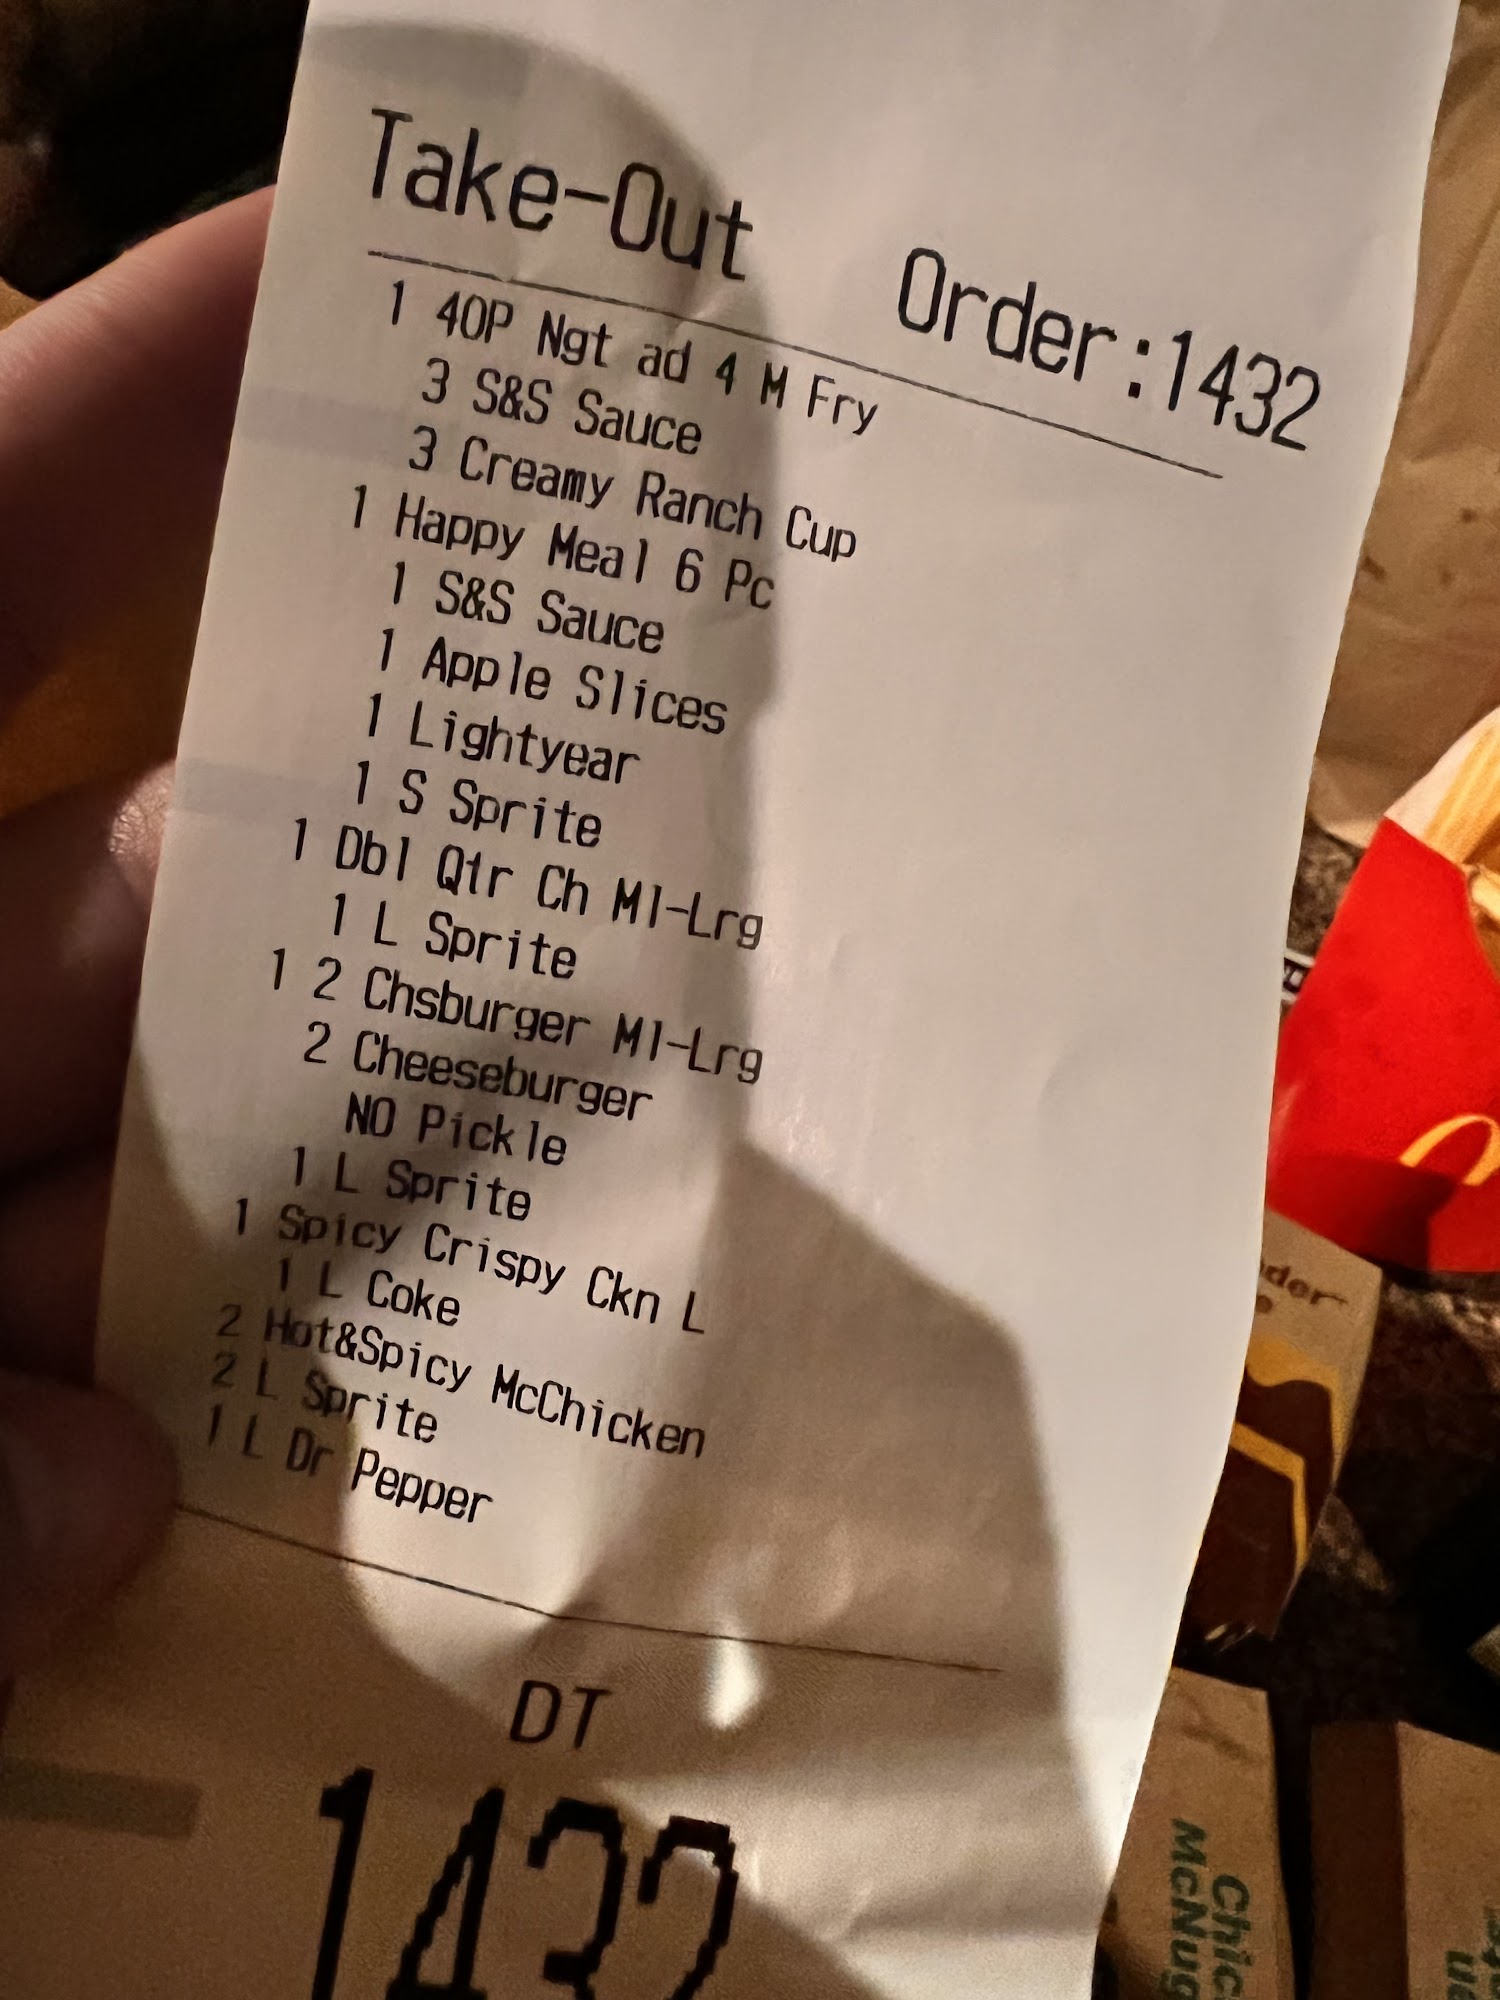 Take-Out Order:1432
1 40P Ngt ad 4 M Fry
3 S&S Sauce
3 Creamy Ranch Cup
1 Happy Meal 6 Pc
1 S&S Sauce
1 Apple Slices
1 Lightyear
1 S Sprite
1 Dbl Qtr Ch Ml-Lrg
1 L Sprite
1 2 Chsburger Ml-Lrg
2 Cheeseburger
NO Pickle
1 L Sprite
1 Spicy Crispy Ckn L
1 L Coke
2 Hot&Spicy McChicken
2 L Sprite
1 L Dr Pepper
DT
1432